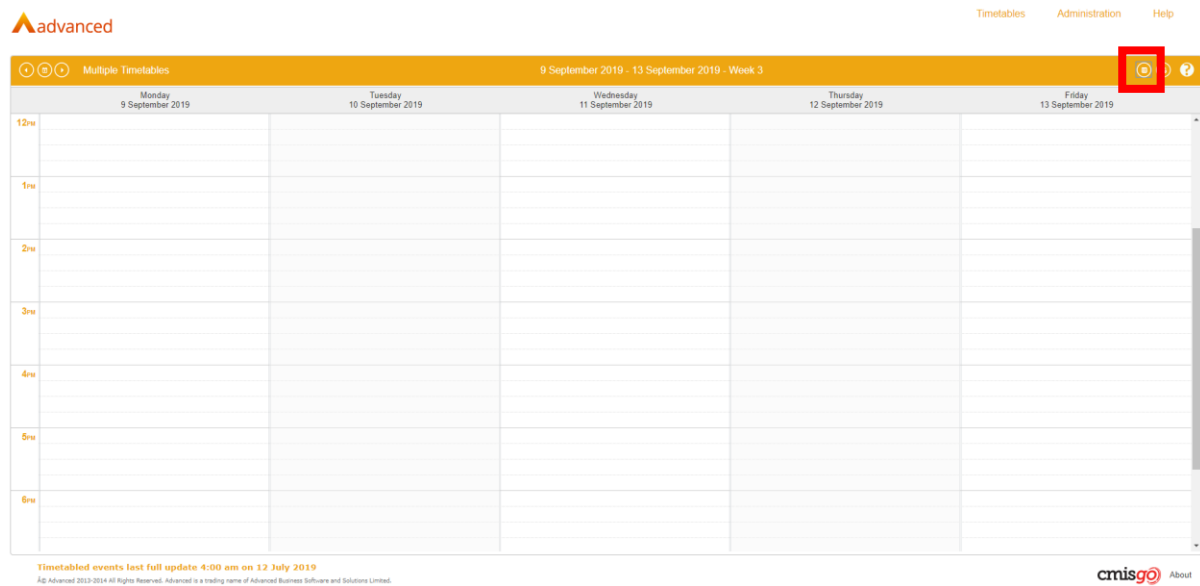 Timetables Administration Help
advanced
Multiple Timetables 9 September 2019 - 13 September 2019 - Week 3 ?
Monday Tuesday Wednesday Thursday Friday
9 September 2019 10 September 2019 11 September 2019 12 September 2019 13 September 2019
12PM
1PM
2PM
3PM
4PM
5PM
6PM
Timetabled events last full update 4:00 am on 12 July 2019
© Advanced 2013-2014 All Rights Reserved. Advanced is a trading name of Advanced Business Software and Solutions Limited.
cmisgo About